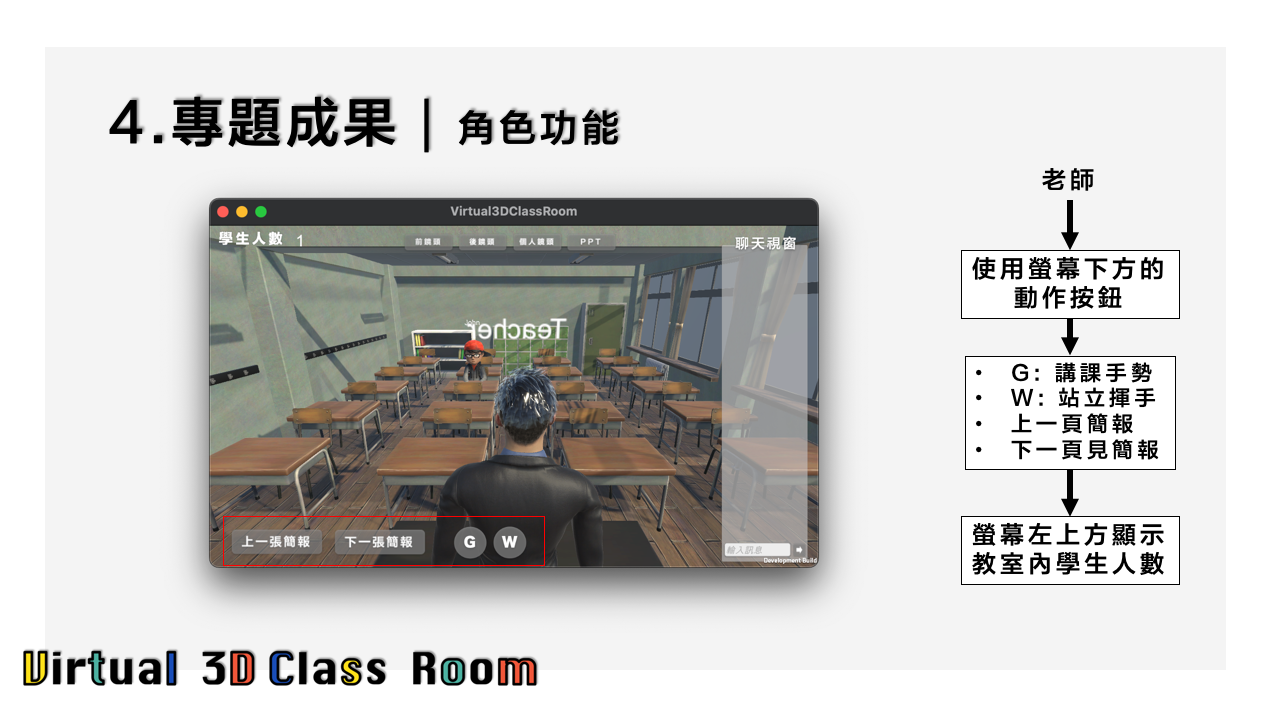 4.專題成果｜角色功能
Virtual3DClassRoom
學生人數 1
前鏡頭 後鏡頭 個人鏡頭 PPT
聊天視窗
Teacher
上一張簡報 下一張簡報 G W
輸入訊息
Development Build
老師
使用螢幕下方的
動作按鈕
• G: 講課手勢
• W: 站立揮手
• 上一頁簡報
• 下一頁見簡報
螢幕左上方顯示
教室內學生人數
Virtual 3D Class Room